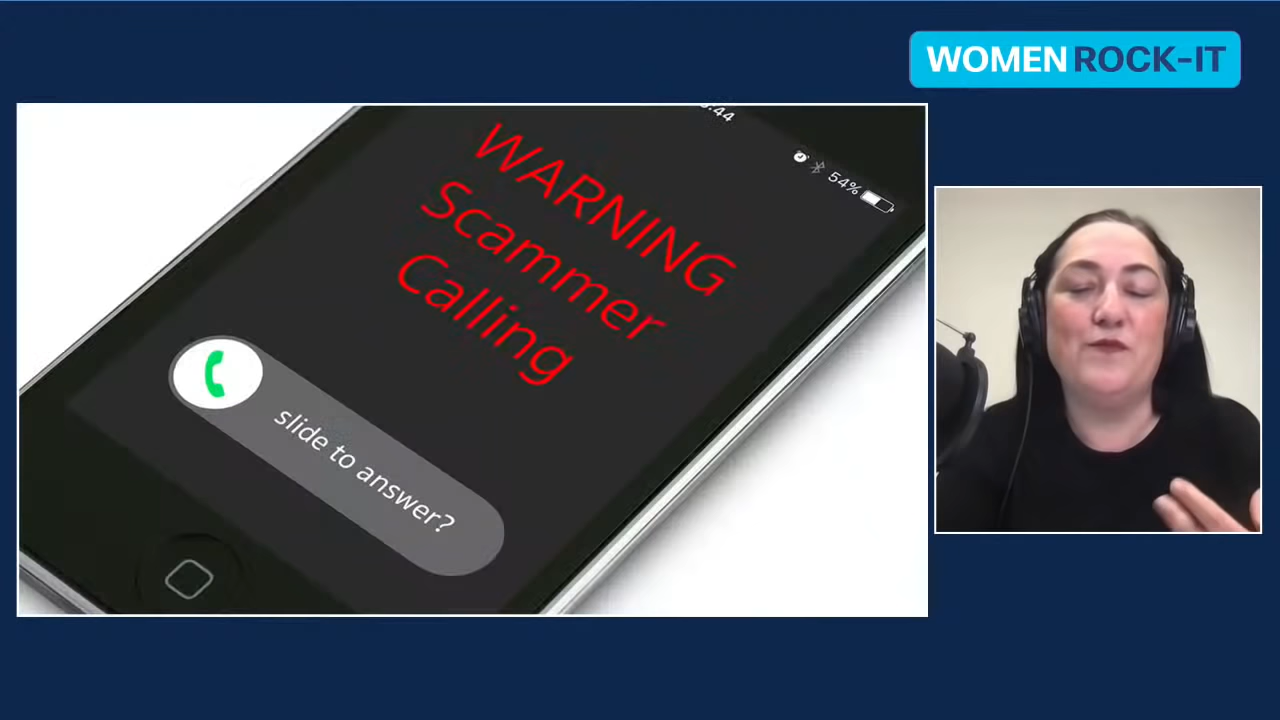 WOMEN ROCK-IT
54%
WARNING
Scammer
Calling
slide to answer?